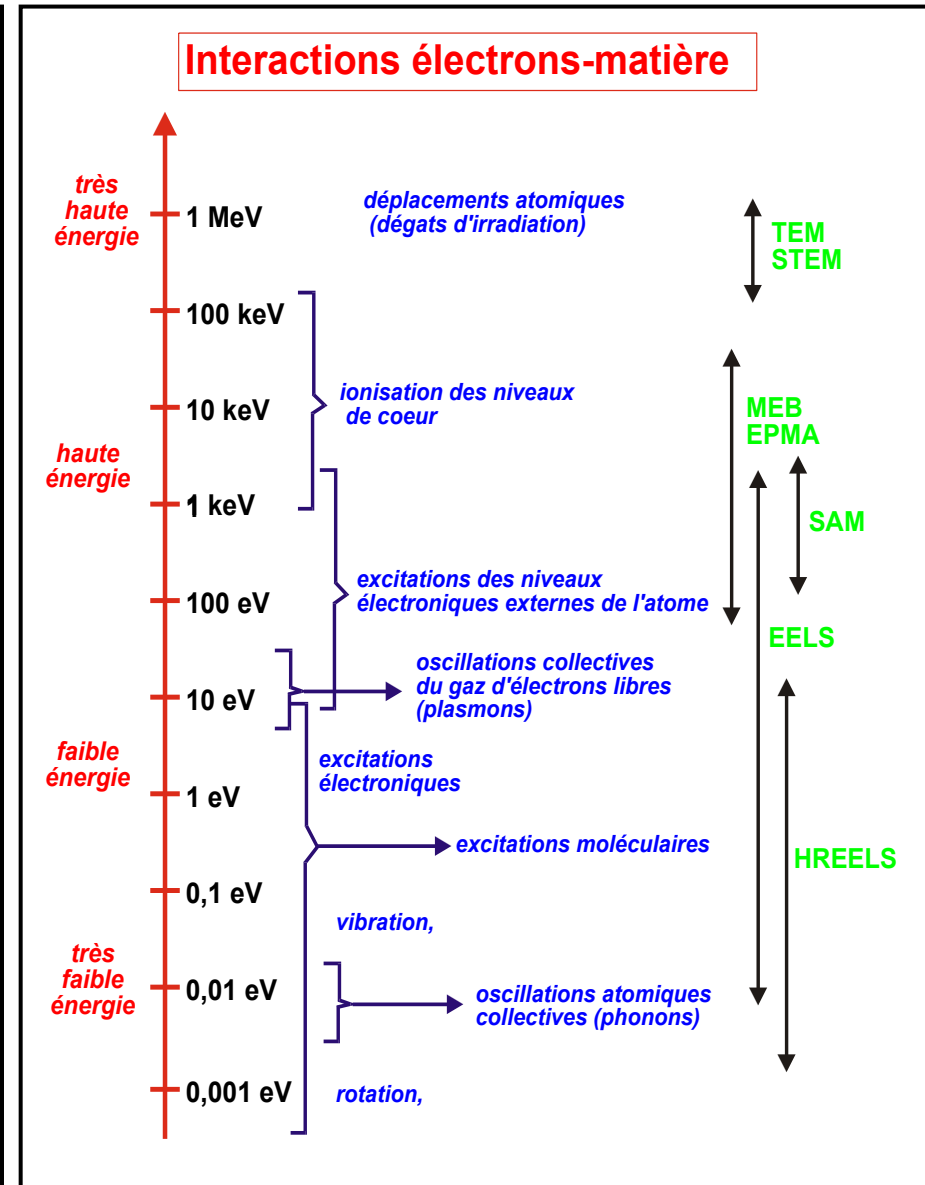 Interactions électrons-matière
très
haute
énergie
1 MeV
déplacements atomiques
(dégats d'irradiation)
TEM
STEM
100 keV
ionisation des niveaux
de coeur
10 keV
MEB
EPMA
haute
énergie
1 keV
SAM
excitations des niveaux
électroniques externes de l'atome
100 eV
EELS
oscillations collectives
du gaz d'électrons libres
(plasmons)
10 eV
faible
énergie
excitations
électroniques
1 eV
excitations moléculaires
HREELS
0,1 eV
vibration,
très
faible
énergie
0,01 eV
oscillations atomiques
collectives (phonons)
0,001 eV
rotation,